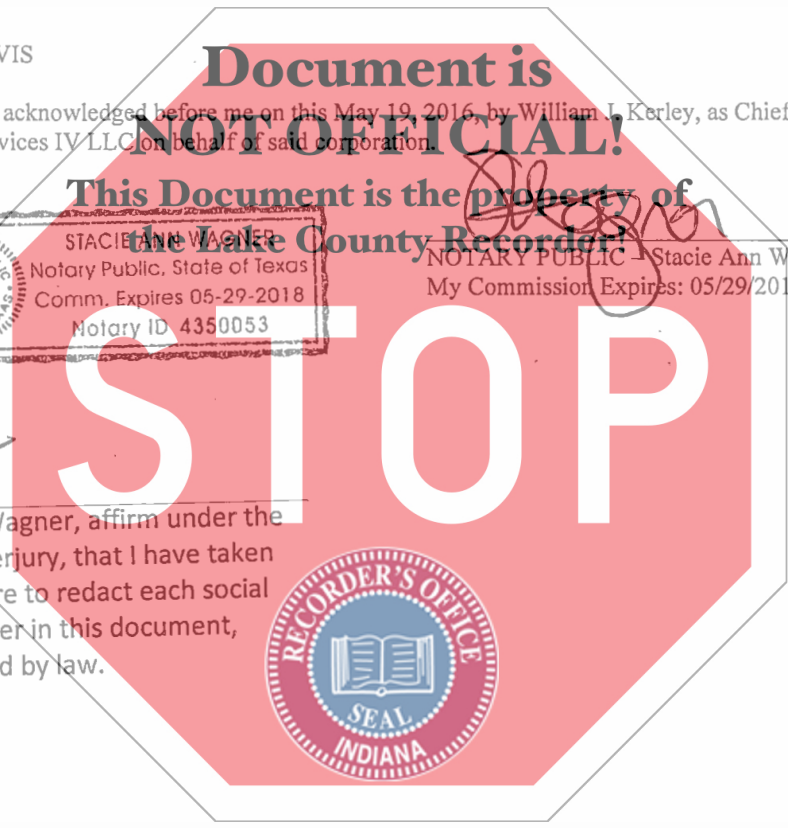 VIS
Document is
acknowledged before me on this May 19, 2016, by William J. Kerley, as Chief
vices IV LLC on behalf of said corporation.
NOT OFFICIAL!
This Document is the property of
the Lake County Recorder!
STACIE ANN WAGNER
Notary Public, State of Texas
Comm. Expires 05-29-2018
Notary ID 4350053
NOTARY PUBLIC - Stacie Ann W
My Commission Expires: 05/29/201
STOP
Wagner, affirm under the
erjury, that I have taken
re to redact each social
er in this document,
d by law.
RECORDER'S OFFICE
SEAL
INDIANA